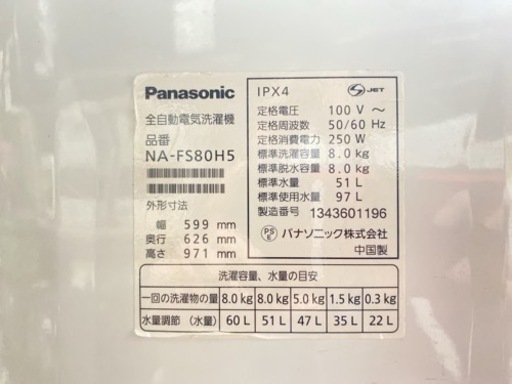 Panasonic
全自動電気洗濯機
品番
NA-FS80H5
外形寸法
幅 599 mm
奥行 626 mm
高さ 971 mm
IPX4
JET
定格電圧 100 V ～
定格周波数 50/60 Hz
定格消費電力 250 W
標準洗濯容量 8.0 kg
標準脱水容量 8.0 kg
標準水量 51 L
標準使用水量 97 L
製造番号 1343601196
PS E パナソニック株式会社
中国製
洗濯容量、水量の目安
一回の洗濯物の量 8.0 kg 8.0 kg 5.0 kg 1.5 kg 0.3 kg
水量調節（水量） 60 L 51 L 47 L 35 L 22 L